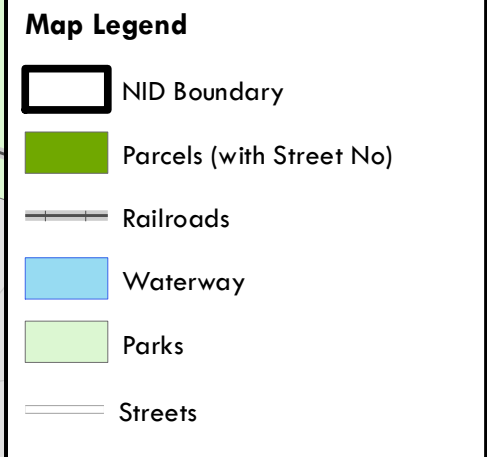 Map Legend
NID Boundary
Parcels (with Street No)
Railroads
Waterway
Parks
Streets